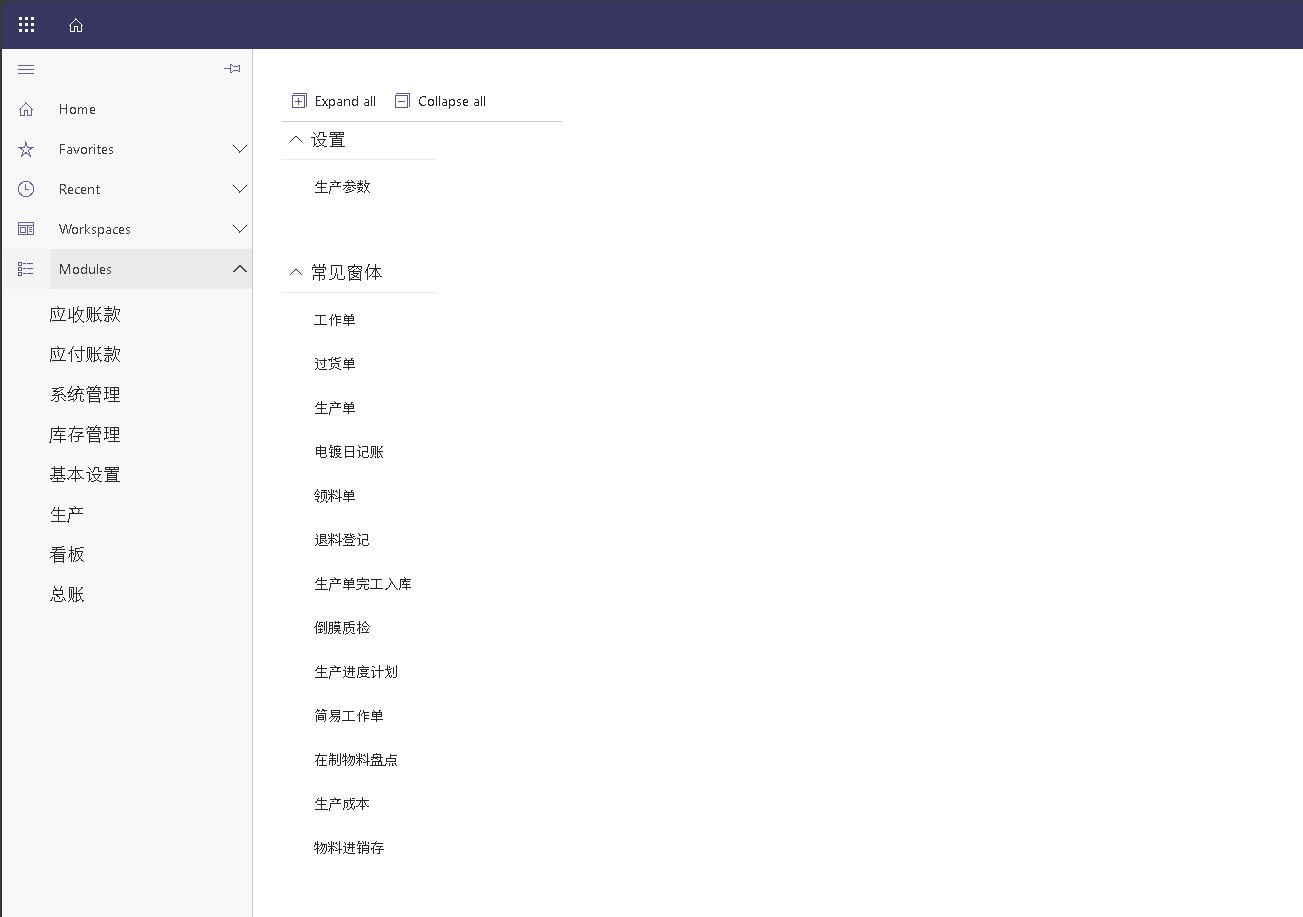 Home
Favorites
Recent
Workspaces
Modules
应收账款
应付账款
系统管理
库存管理
基本设置
生产
看板
总账
Expand all
Collapse all
设置
生产参数
常见窗体
工作单
过货单
生产单
电镀日记账
领料单
退料登记
生产单完工入库
倒膜质检
生产进度计划
简易工作单
在制物料盘点
生产成本
物料进销存